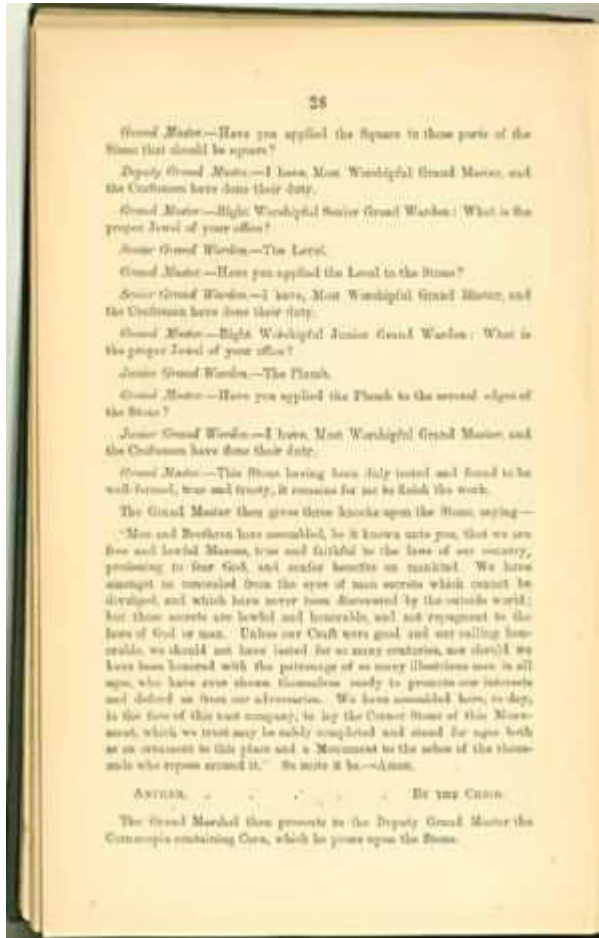 28
Grand Master.—Have you applied the Square to those parts of the
Stone that should be square?
Deputy Grand Master.—I have, Most Worshipful Grand Master, and
the Craftsmen have done their duty.
Grand Master.—Right Worshipful Senior Grand Warden: What is the
proper Jewel of your office?
Senior Grand Warden.—The Level.
Grand Master.—Have you applied the Level to the Stone?
Senior Grand Warden.—I have, Most Worshipful Grand Master, and
the Craftsmen have done their duty.
Grand Master.—Right Worshipful Junior Grand Warden: What is
the proper Jewel of your office?
Junior Grand Warden.—The Plumb.
Grand Master.—Have you applied the Plumb to the several edges of
the Stone?
Junior Grand Warden.—I have, Most Worshipful Grand Master, and
the Craftsmen have done their duty.
Grand Master.—This Stone having been duly tested and found to be
well-formed, true and trusty, it remains for me to finish the work.
The Grand Master then gives three knocks upon the Stone, saying—
"Men and Brethren here assembled, be it known unto you, that we are
free and lawful Masons, true and faithful to the laws of our country,
professing to fear God, and confer benefits on mankind. We have
amongst us concealed from the eyes of men secrets which cannot be
divulged, and which have never been discovered by the outside world;
but these secrets are lawful and honorable, and not repugnant to the
laws of God or man. Unless our Craft were good and our calling hon-
orable, we should not have lasted for so many centuries, nor should we
have been honored with the patronage of so many illustrious men in all
ages, who have ever shown themselves ready to promote our interests
and defend us from our adversaries. We have assembled here, to-day,
in the face of this vast company, to lay the Corner Stone of this Monu-
ment, which we trust may be safely completed and stand for ages both
as an ornament to this place and a Monument to the ashes of the thous-
ands who repose around it." So mote it be.—Amen.
ANTHEM, . . . . . BY THE CHOIR.
The Grand Marshal then presents to the Deputy Grand Master the
Cornucopia containing Corn, which he pours upon the Stone.